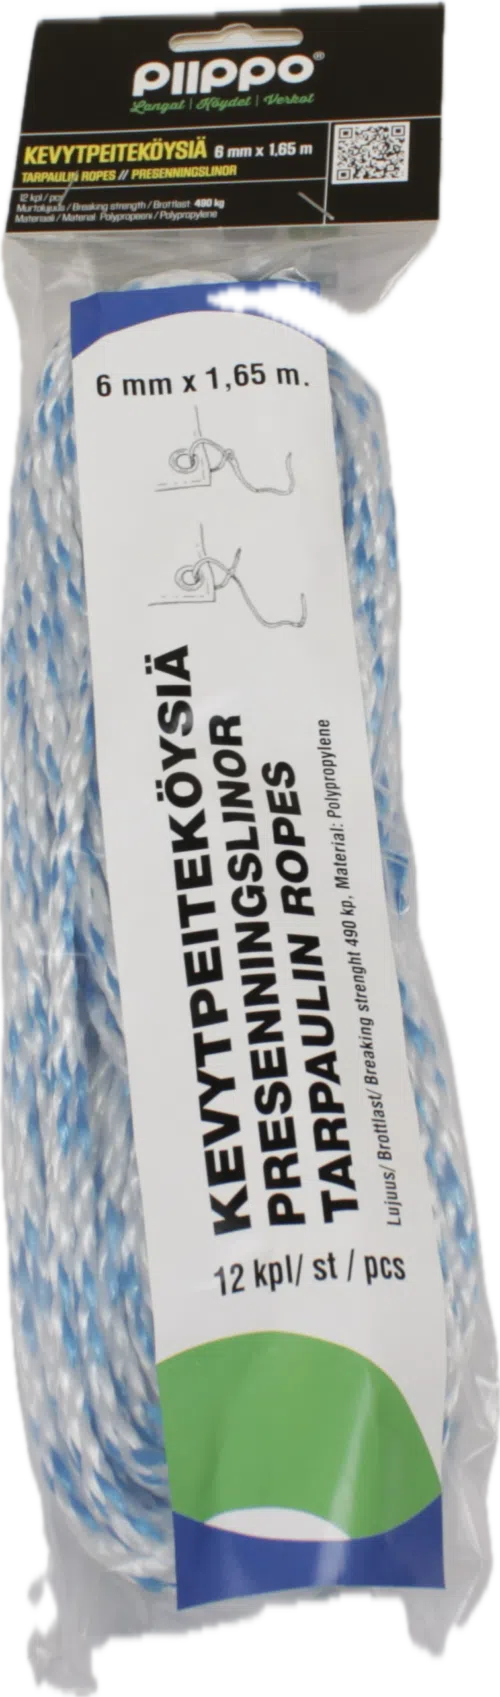 PIIPPO®
Langat | Köydet | Verkot
KEVYTPEITEKÖYSIÄ 6 mm x 1,65 m
TARPAULIN ROPES // PRESENNINGSLINOR
12 kpl / pcs
Murtolujuus / Breaking strength / Brottlast 490 kg
Materiaali / Material Polypropeeni / Polypropylene
6 mm x 1,65 m.
KEVYTPEITEKÖYSIÄ
PRESENNINGSLINOR
TARPAULIN ROPES
Lujuus/ Brottlast/ Breaking strenght 490 kp, Material: Polypropylene
12 kpl/ st / pcs